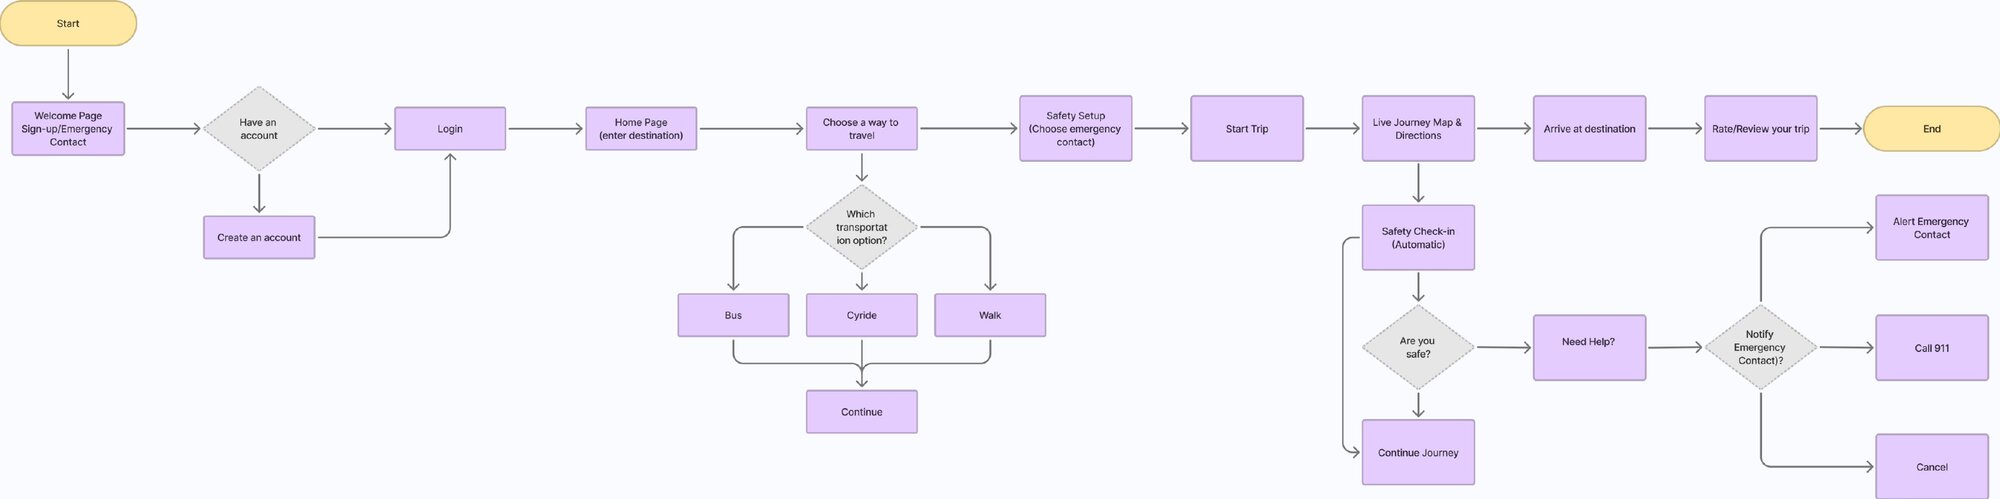 Start
Welcome Page
Sign-up/Emergency
Contact
Have an
account
Login
Create an account
Home Page
(enter destination)
Choose a way to
travel
Which
transportat
ion option?
Bus
Cyride
Walk
Continue
Safety Setup
(Choose emergency
contact)
Start Trip
Live Journey Map &
Directions
Arrive at destination
Rate/Review your trip
End
Safety Check-in
(Automatic)
Are you
safe?
Continue Journey
Need Help?
Notify
Emergency
Contact)?
Alert Emergency
Contact
Call 911
Cancel